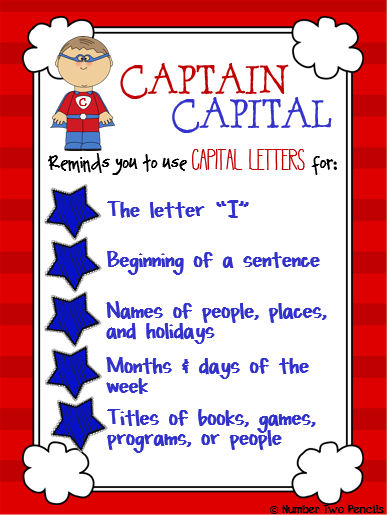 CAPTAIN
CAPITAL
C
Reminds you to use CAPITAL LETTERS for:
The letter “I”
Beginning of a sentence
Names of people, places,
and holidays
Months & days of the
week
Titles of books, games,
programs, or people
© Number Two Pencils